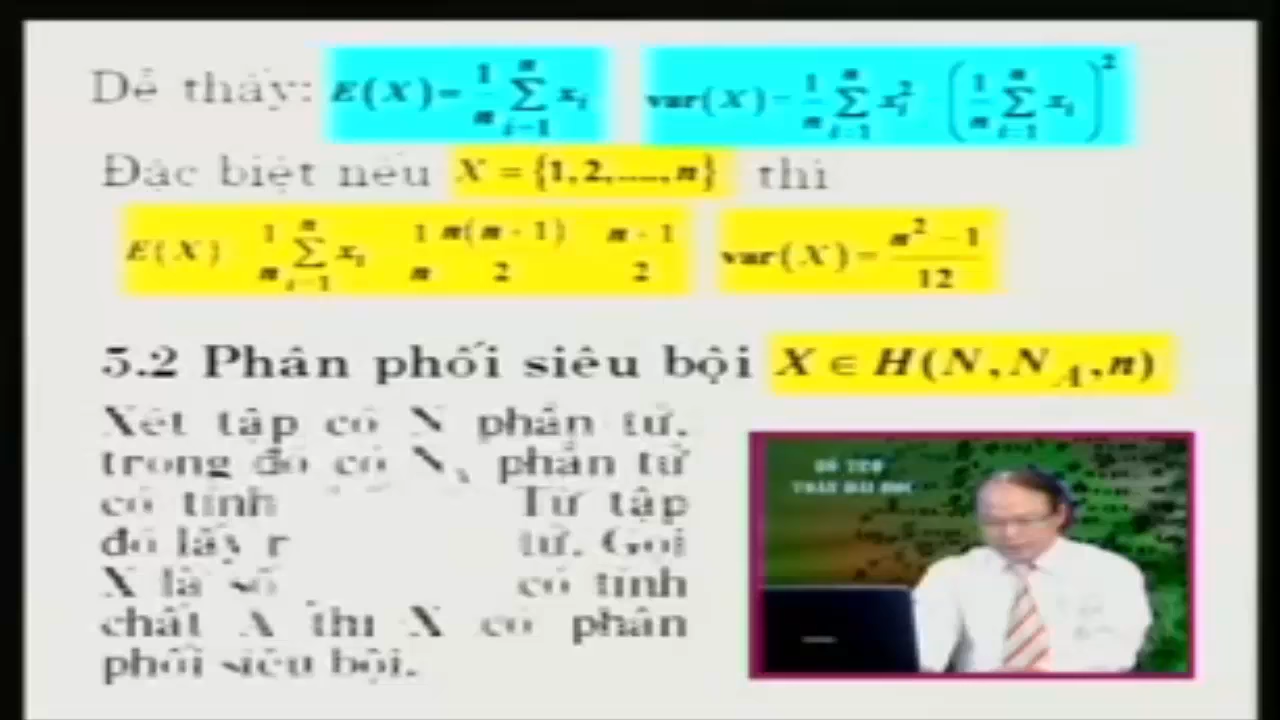 Dễ thấy: E(X) = 1/n ∑_{i=1}^{n} x_i var(X) = 1/n ∑_{i=1}^{n} x_i^2 (1/n ∑_{i=1}^{n} x_i)^2
Đặc biệt nếu X = {1,2,....,n} thì
E(X) 1/n ∑_{i=1}^{n} x_i 1/n n(n + 1)/2 n + 1/2 var(X) = n^2 − 1/12
5.2 Phân phối siêu bội X ∈ H(N,N_A,n)
Xét tập có N phần tử,
trong đó có N_A phần tử
có tính Từ tập
đó lấy tử. Gọi
X là số có tính
chất A thì X có phân
phối siêu bội.